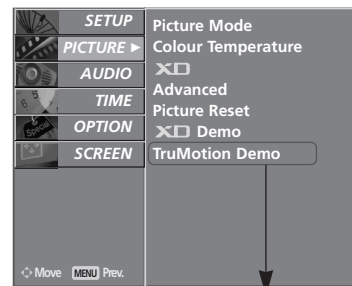 SETUP
PICTURE ►
AUDIO
TIME
OPTION
SCREEN
Picture Mode
Colour Temperature
XD
Advanced
Picture Reset
XD Demo
TruMotion Demo
Move MENU Prev.